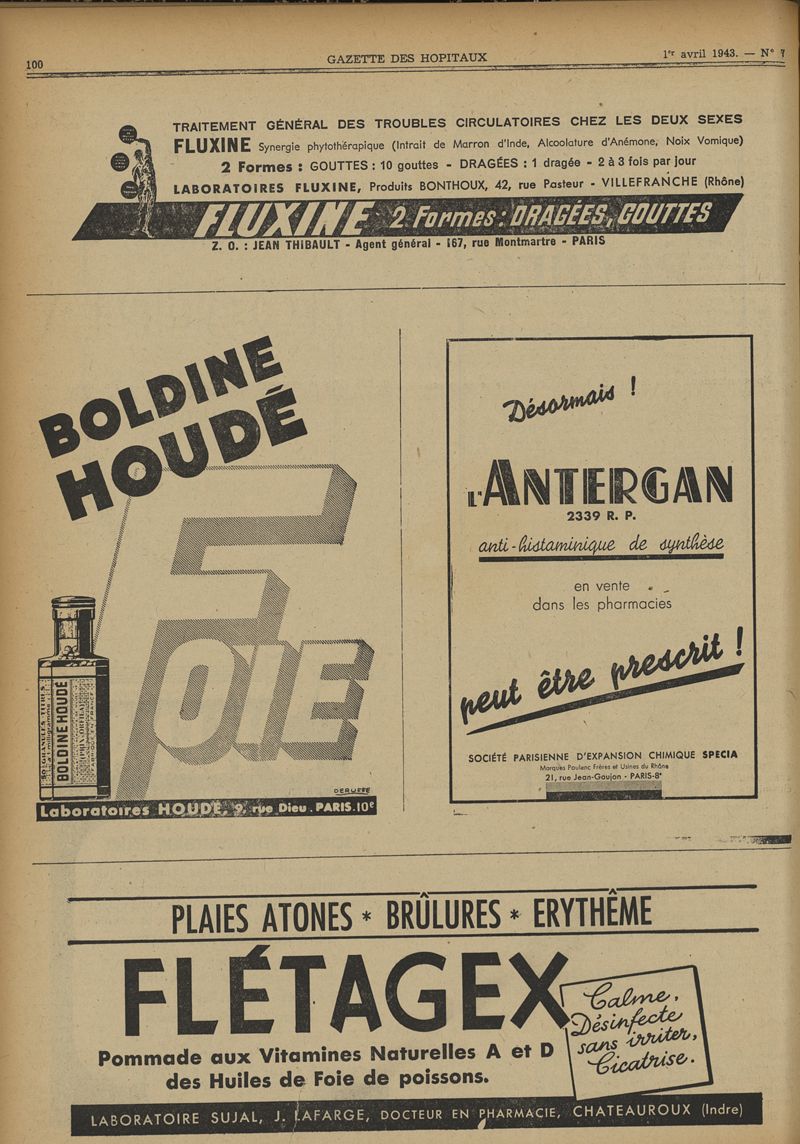 100
GAZETTE DES HOPITAUX
1er avril 1943. — N° 7
TRAITEMENT GÉNÉRAL DES TROUBLES CIRCULATOIRES CHEZ LES DEUX SEXES
FLUXINE Synergie phytothérapique (Intrait de Marron d'Inde, Alcoolature d'Anémone, Noix Vomique)
2 Formes : GOUTTES : 10 gouttes - DRAGÉES : 1 dragée - 2 à 3 fois par jour
LABORATOIRES FLUXINE, Produits BONTHOUX, 42, rue Pasteur - VILLEFRANCHE (Rhône)
FLUXINE 2 Formes : DRAGÉES, GOUTTES
Z. O. : JEAN THIBAULT - Agent général - 167, rue Montmartre - PARIS
BOLDINE
HOUDÉ
FOIE
BOLDINE HOUDÉ
DERUFFE
Laboratoires HOUDÉ, 9, rue Dieu. PARIS.10e
Désormais !
L'ANTERGAN
2339 R. P.
anti-histaminique de synthèse
en vente
dans les pharmacies
peut être prescrit !
SOCIÉTÉ PARISIENNE D'EXPANSION CHIMIQUE SPECIA
Marques Poulenc Frères et Usines du Rhône
21, rue Jean-Goujon - PARIS-8e
PLAIES ATONES * BRÛLURES * ERYTHÊME
FLÉTAGEX
Pommade aux Vitamines Naturelles A et D
des Huiles de Foie de poissons.
Calme,
Désinfecte
sans irriter,
Cicatrise.
LABORATOIRE SUJAL, J. LAFARGE, DOCTEUR EN PHARMACIE, CHATEAUROUX (Indre)